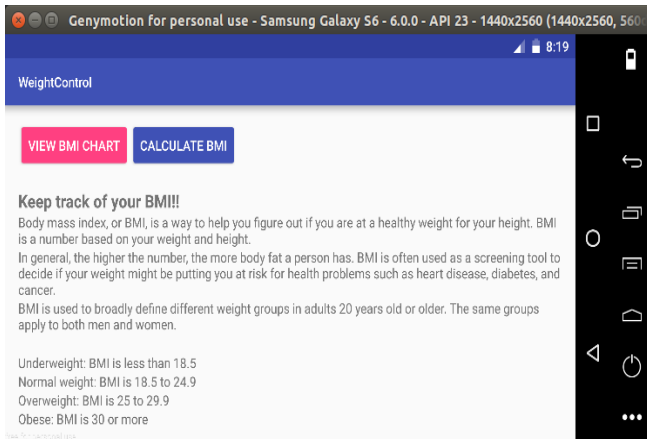 Genymotion for personal use - Samsung Galaxy S6 - 6.0.0 - API 23 - 1440x2560 (1440x2560, 560
8:19
WeightControl
VIEW BMI CHART CALCULATE BMI
Keep track of your BMI!!
Body mass index, or BMI, is a way to help you figure out if you are at a healthy weight for your height. BMI
is a number based on your weight and height.
In general, the higher the number, the more body fat a person has. BMI is often used as a screening tool to
decide if your weight might be putting you at risk for health problems such as heart disease, diabetes, and
cancer.
BMI is used to broadly define different weight groups in adults 20 years old or older. The same groups
apply to both men and women.
Underweight: BMI is less than 18.5
Normal weight: BMI is 18.5 to 24.9
Overweight: BMI is 25 to 29.9
Obese: BMI is 30 or more
free for personal use